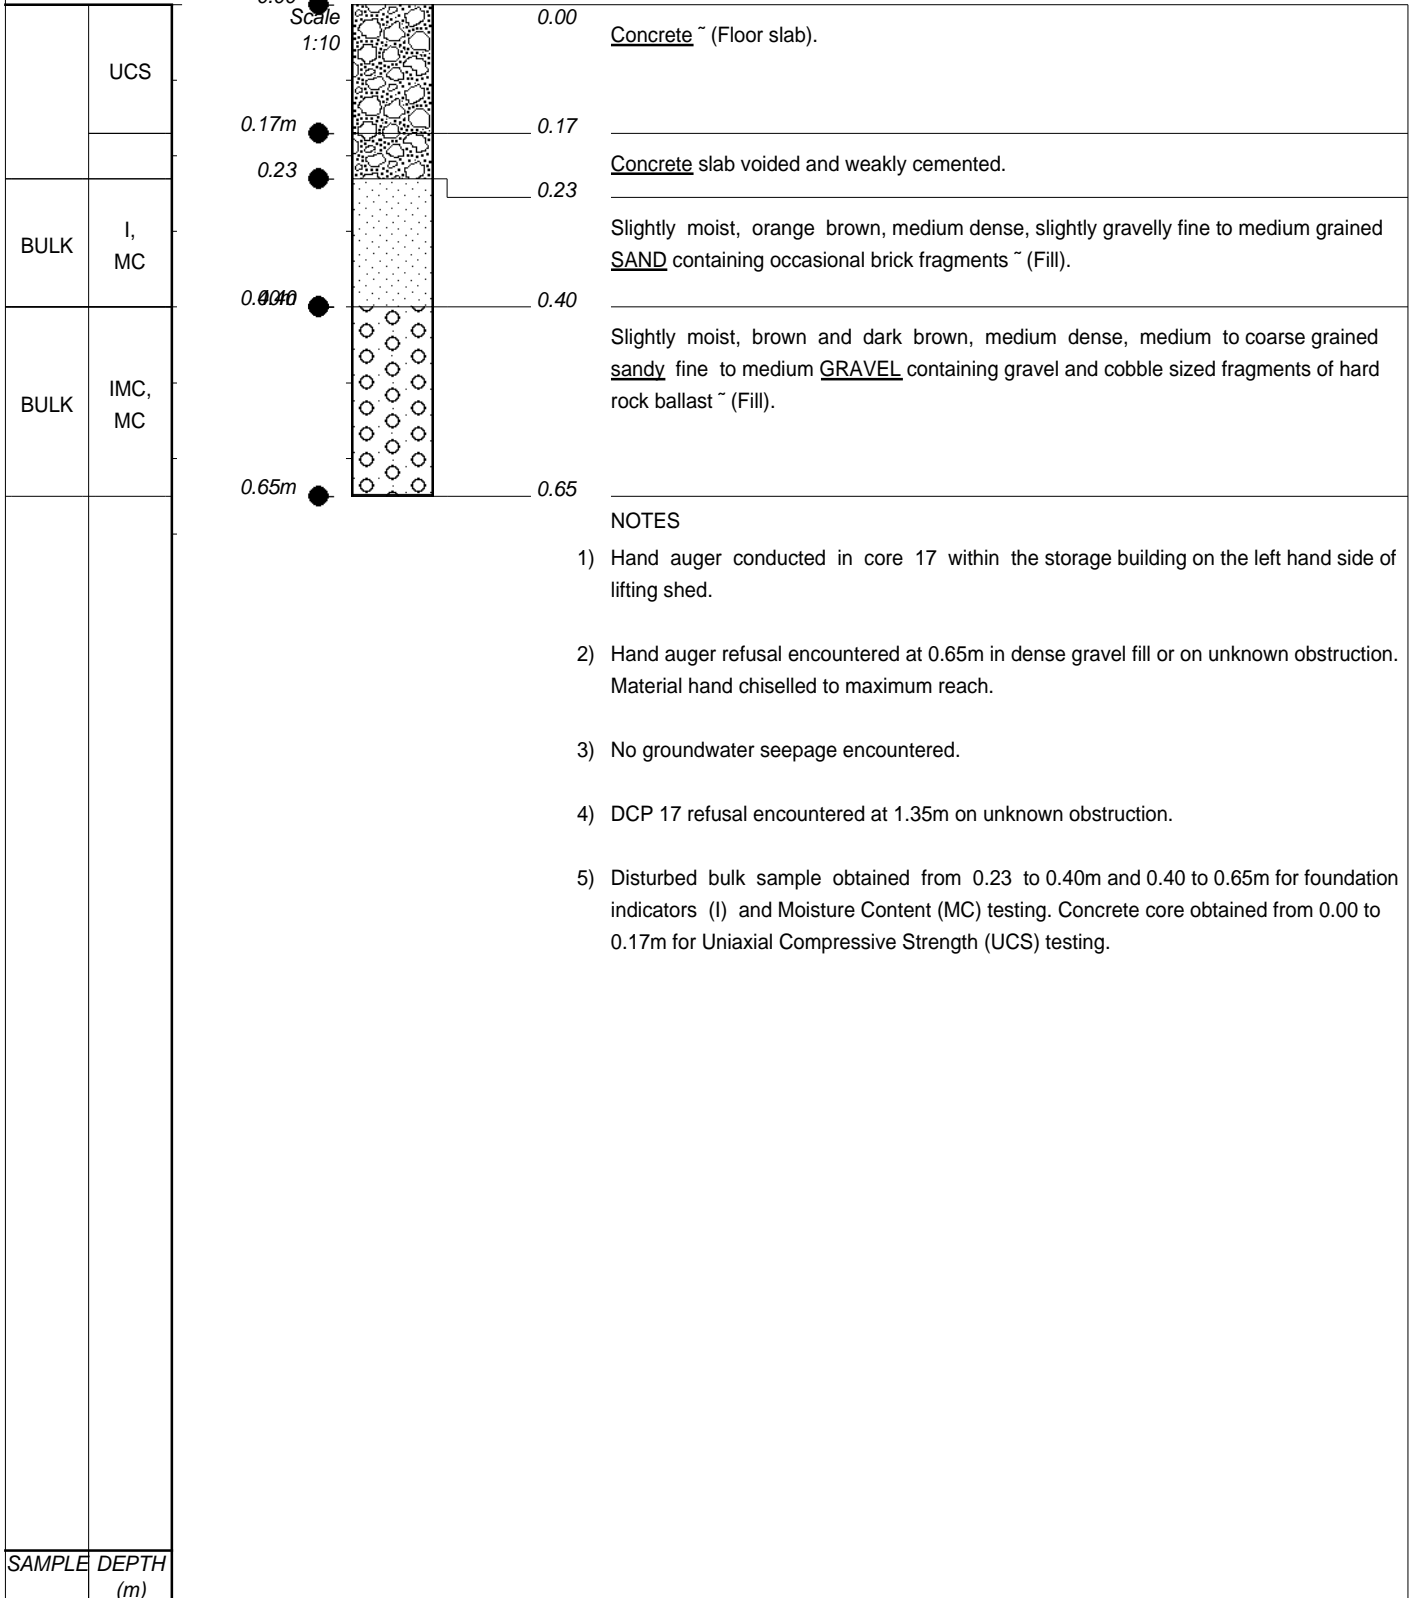 Scale
1:10
0.00
Concrete ˜ (Floor slab).
UCS
0.17m
0.17
Concrete slab voided and weakly cemented.
0.23
0.23
BULK
I,
MC
Slightly moist, orange brown, medium dense, slightly gravelly fine to medium grained
SAND containing occasional brick fragments ˜ (Fill).
0.40
Slightly moist, brown and dark brown, medium dense, medium to coarse grained
sandy fine to medium GRAVEL containing gravel and cobble sized fragments of hard
rock ballast ˜ (Fill).
BULK
IMC,
MC
0.65m
0.65
NOTES
1) Hand auger conducted in core 17 within the storage building on the left hand side of
lifting shed.
2) Hand auger refusal encountered at 0.65m in dense gravel fill or on unknown obstruction.
Material hand chiselled to maximum reach.
3) No groundwater seepage encountered.
4) DCP 17 refusal encountered at 1.35m on unknown obstruction.
5) Disturbed bulk sample obtained from 0.23 to 0.40m and 0.40 to 0.65m for foundation
indicators (I) and Moisture Content (MC) testing. Concrete core obtained from 0.00 to
0.17m for Uniaxial Compressive Strength (UCS) testing.
SAMPLE DEPTH
(m)